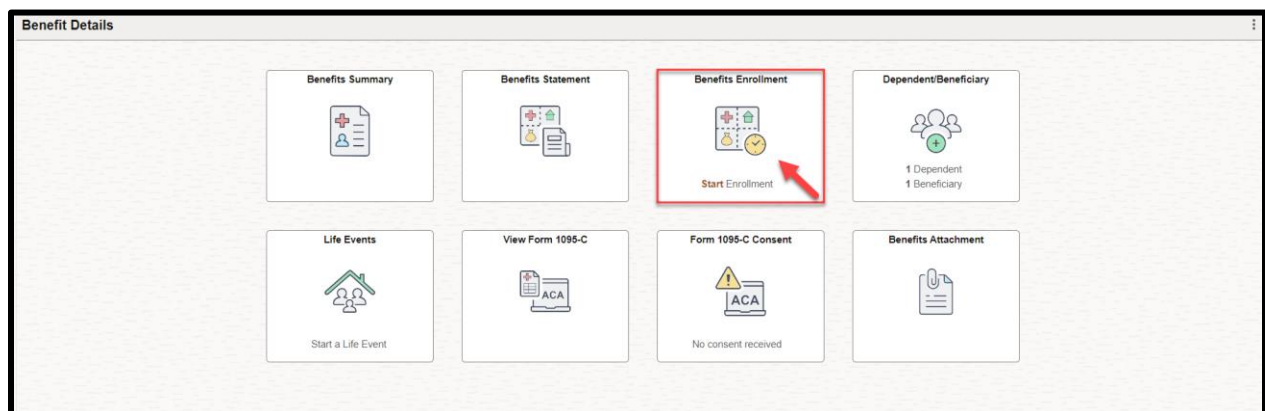 Benefit Details
Benefits Summary
Benefits Statement
Benefits Enrollment
Start Enrollment
Dependent/Beneficiary
1 Dependent
1 Beneficiary
Life Events
Start a Life Event
View Form 1095-C
ACA
Form 1095-C Consent
ACA
No consent received
Benefits Attachment